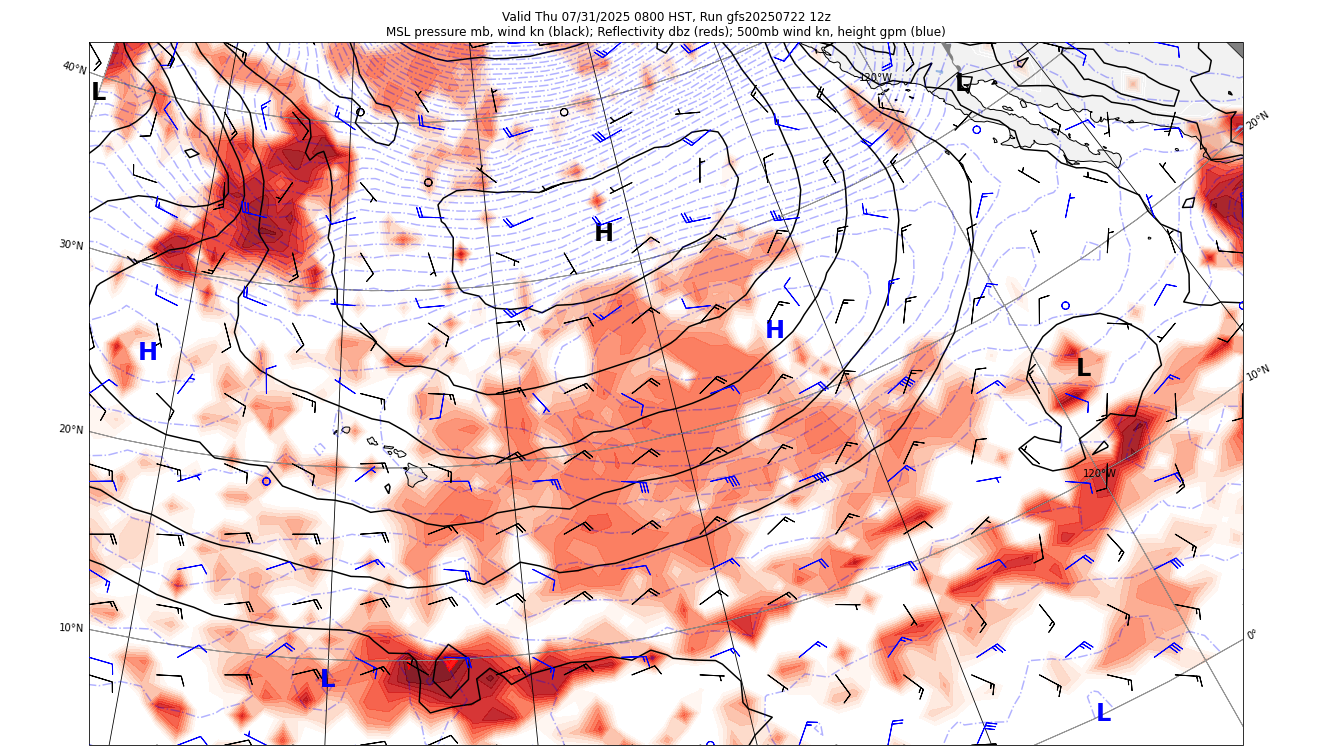 Valid Thu 07/31/2025 0800 HST, Run gfs20250722 12z
MSL pressure mb, wind kn (black); Reflectivity dbz (reds); 500mb wind kn, height gpm (blue)
40°N
120°W
L
L
20°N
H
30°N
H
H
L
10°N
20°N
120°W
10°N
0°
L
L